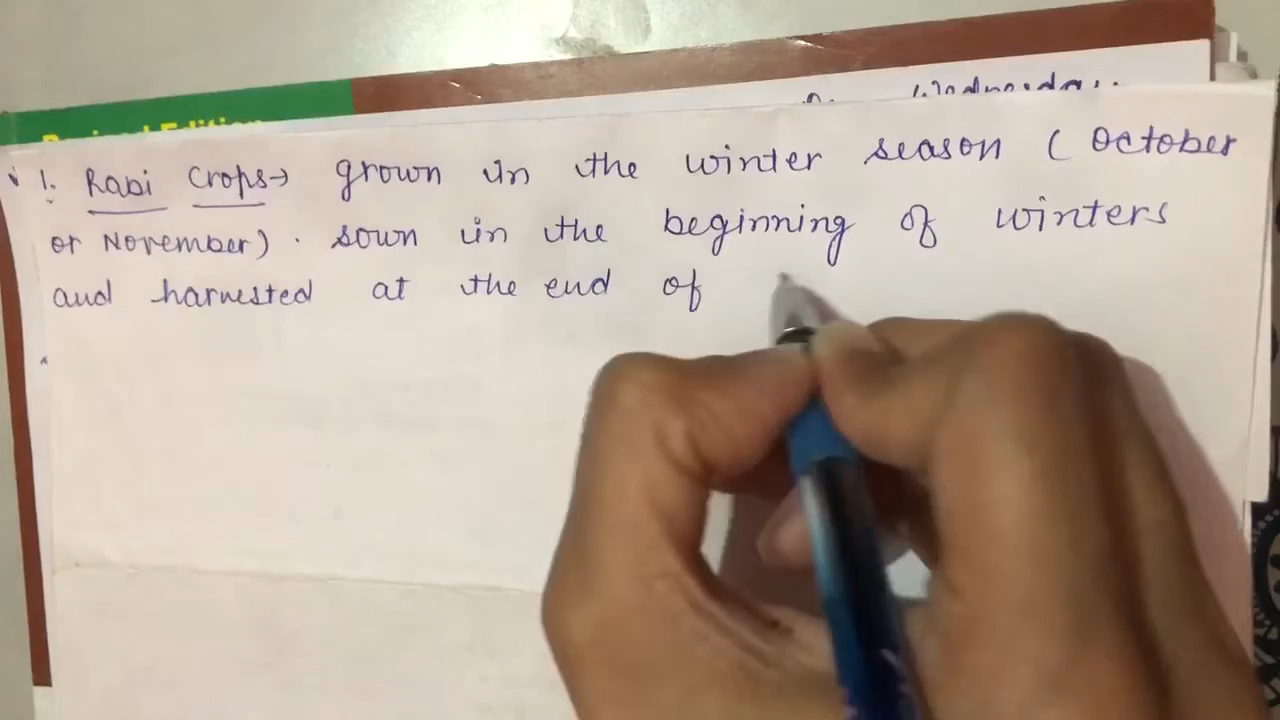 Wednesday
1. Rabi Crops → grown in the winter season (October
or November). sown in the beginning of winters
and harvested at the end of